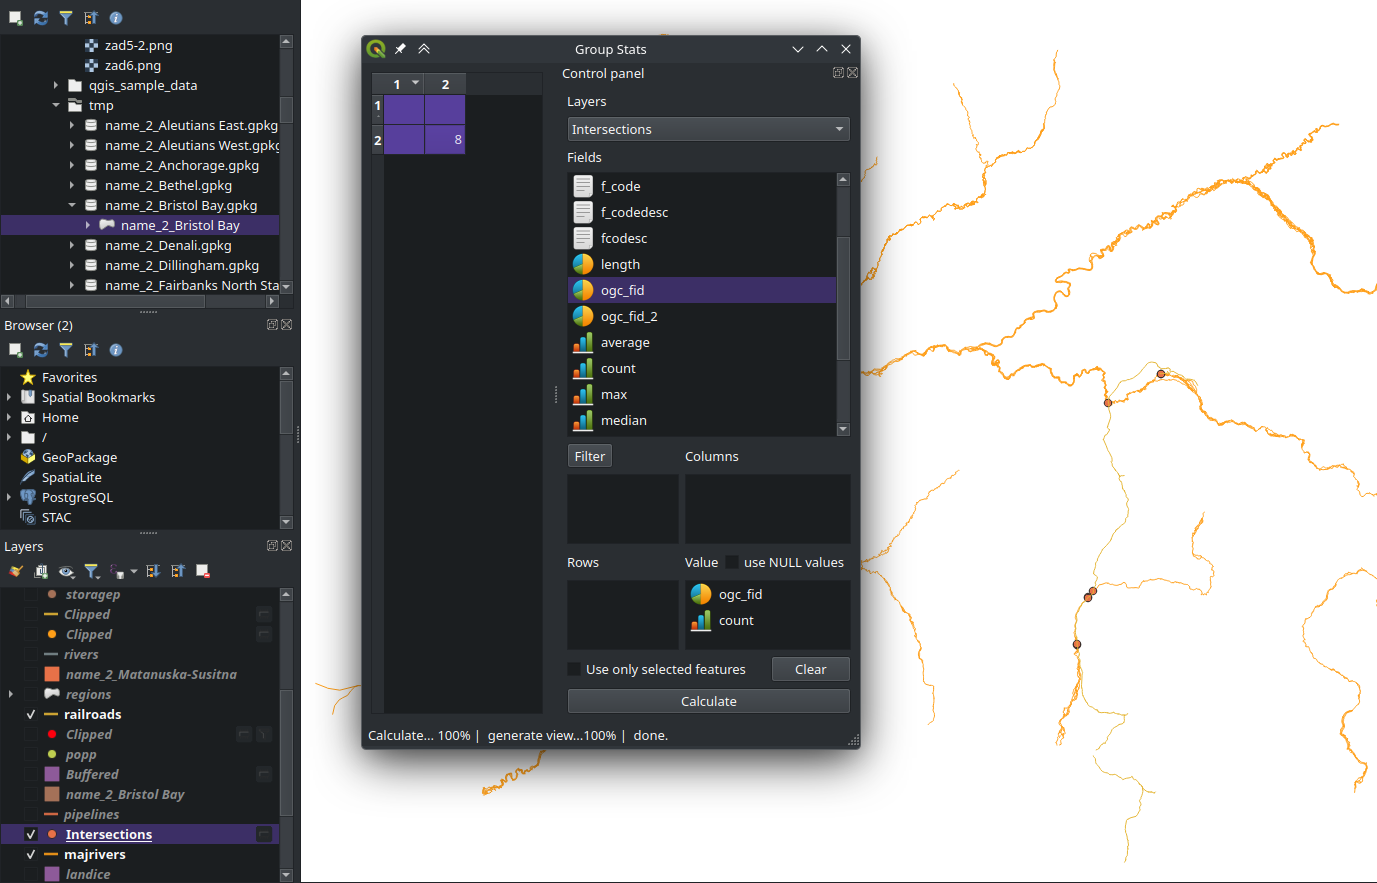 zad5-2.png
zad6.png
qgis_sample_data
tmp
name_2_Aleutians East.gpkg
name_2_Aleutians West.gpkg
name_2_Anchorage.gpkg
name_2_Bethel.gpkg
name_2_Bristol Bay.gpkg
name_2_Bristol Bay
name_2_Denali.gpkg
name_2_Dillingham.gpkg
name_2_Fairbanks North Sta
Browser (2)
Favorites
Spatial Bookmarks
Home
/
GeoPackage
SpatiaLite
PostgreSQL
STAC
Layers
storagep
Clipped
Clipped
rivers
name_2_Matanuska-Susitna
regions
railroads
Clipped
popp
Buffered
name_2_Bristol Bay
pipelines
Intersections
majrivers
landice
Group Stats
1 2
1
2 8
Control panel
Layers
Intersections
Fields
f_code
f_codedesc
fcodesc
length
ogc_fid
ogc_fid_2
average
count
max
median
Filter Columns
Rows Value use NULL values
ogc_fid
count
Use only selected features Clear
Calculate
Calculate... 100% | generate view...100% | done.